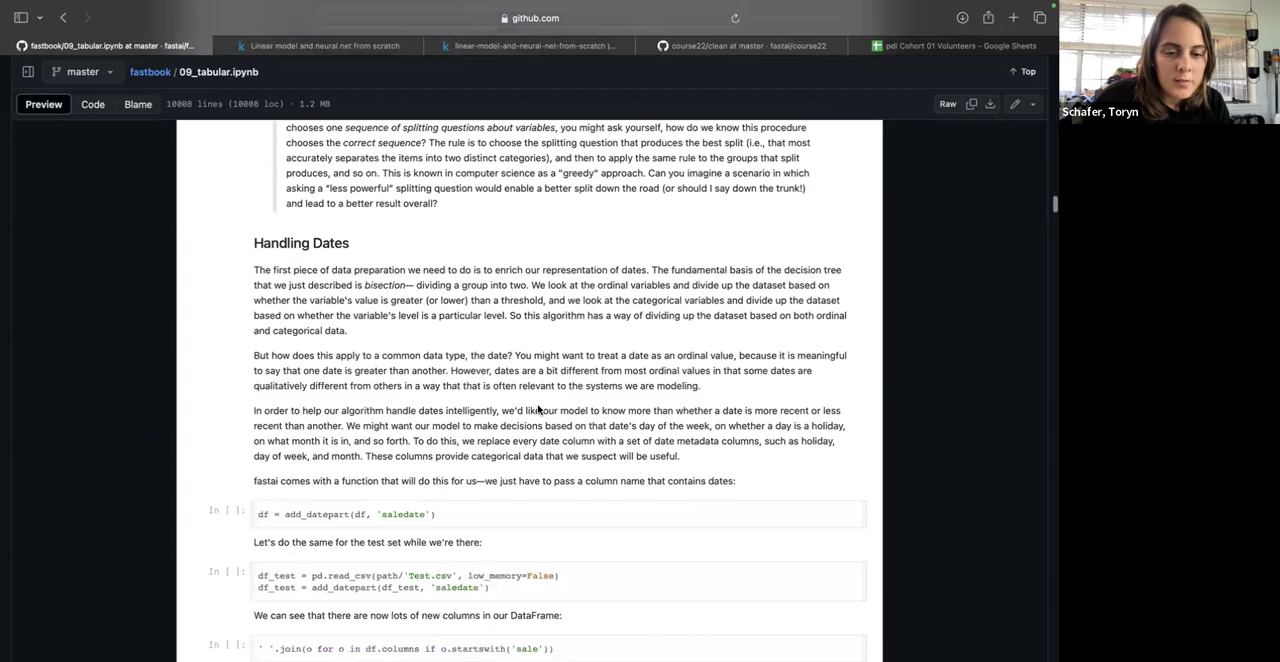 github.com
fastbook/09_tabular.ipynb at master · fastai/f...
Linear model and neural net from scratch
linear-model-and-neural-net-from-scratch |...
course22/clean at master · fastai/course22
pdl Cohort 01 Volunteers - Google Sheets
master
fastbook / 09_tabular.ipynb
Top
Preview
Code
Blame
10008 lines (10008 loc) · 1.2 MB
Raw
Schafer, Toryn
chooses one sequence of splitting questions about variables, you might ask yourself, how do we know this procedure
chooses the correct sequence? The rule is to choose the splitting question that produces the best split (i.e., that most
accurately separates the items into two distinct categories), and then to apply the same rule to the groups that split
produces, and so on. This is known in computer science as a "greedy" approach. Can you imagine a scenario in which
asking a "less powerful" splitting question would enable a better split down the road (or should I say down the trunk!)
and lead to a better result overall?
Handling Dates
The first piece of data preparation we need to do is to enrich our representation of dates. The fundamental basis of the decision tree
that we just described is bisection— dividing a group into two. We look at the ordinal variables and divide up the dataset based on
whether the variable's value is greater (or lower) than a threshold, and we look at the categorical variables and divide up the dataset
based on whether the variable's level is a particular level. So this algorithm has a way of dividing up the dataset based on both ordinal
and categorical data.
But how does this apply to a common data type, the date? You might want to treat a date as an ordinal value, because it is meaningful
to say that one date is greater than another. However, dates are a bit different from most ordinal values in that some dates are
qualitatively different from others in a way that that is often relevant to the systems we are modeling.
In order to help our algorithm handle dates intelligently, we'd like our model to know more than whether a date is more recent or less
recent than another. We might want our model to make decisions based on that date's day of the week, on whether a day is a holiday,
on what month it is in, and so forth. To do this, we replace every date column with a set of date metadata columns, such as holiday,
day of week, and month. These columns provide categorical data that we suspect will be useful.
fastai comes with a function that will do this for us—we just have to pass a column name that contains dates:
In [ ]:
df = add_datepart(df, 'saledate')
Let's do the same for the test set while we're there:
In [ ]:
df_test = pd.read_csv(path/'Test.csv', low_memory=False)
df_test = add_datepart(df_test, 'saledate')
We can see that there are now lots of new columns in our DataFrame:
In [ ]:
' '.join(o for o in df.columns if o.startswith('sale'))